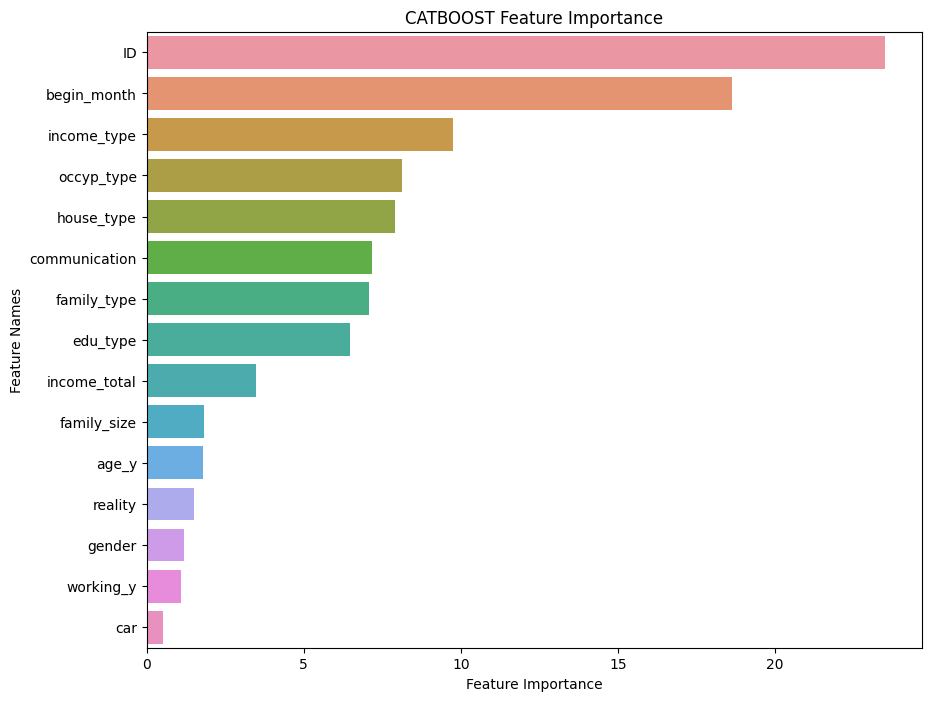 CATBOOST Feature Importance
ID
begin_month
income_type
occyp_type
house_type
communication
family_type
edu_type
income_total
family_size
age_y
reality
gender
working_y
car
Feature Names
0 5 10 15 20
Feature Importance